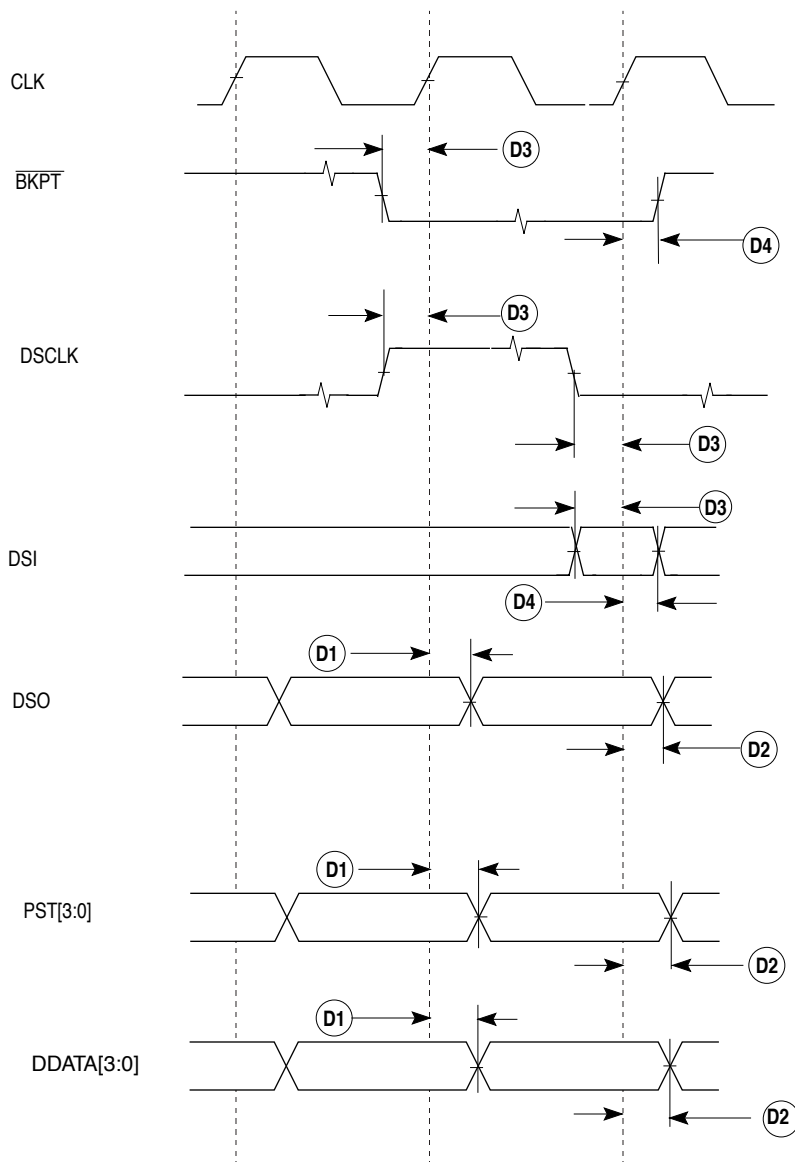 CLK
D3
BKPT
D4
D3
DSCLK
D3
D3
DSI
D4
D1
DSO
D2
D1
PST[3:0]
D2
D1
DDATA[3:0]
D2